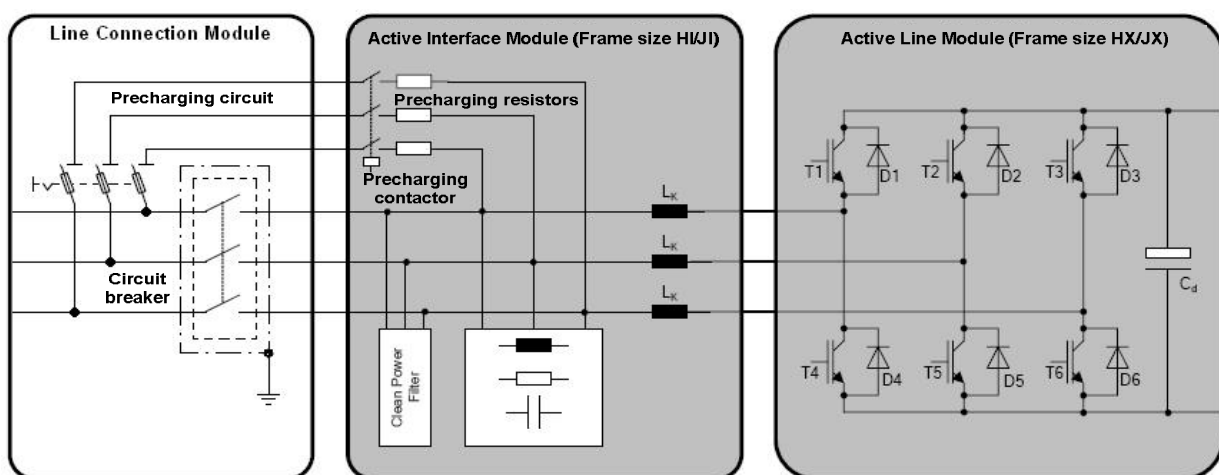 Line Connection Module
Active Interface Module (Frame size HI/JI)
Active Line Module (Frame size HX/JX)
Precharging circuit
Precharging resistors
Precharging
contactor
Circuit
breaker
Clean Power
Filter
LK
LK
LK
T1
D1
T2
D2
T3
D3
T4
D4
T5
D5
T6
D6
Cd